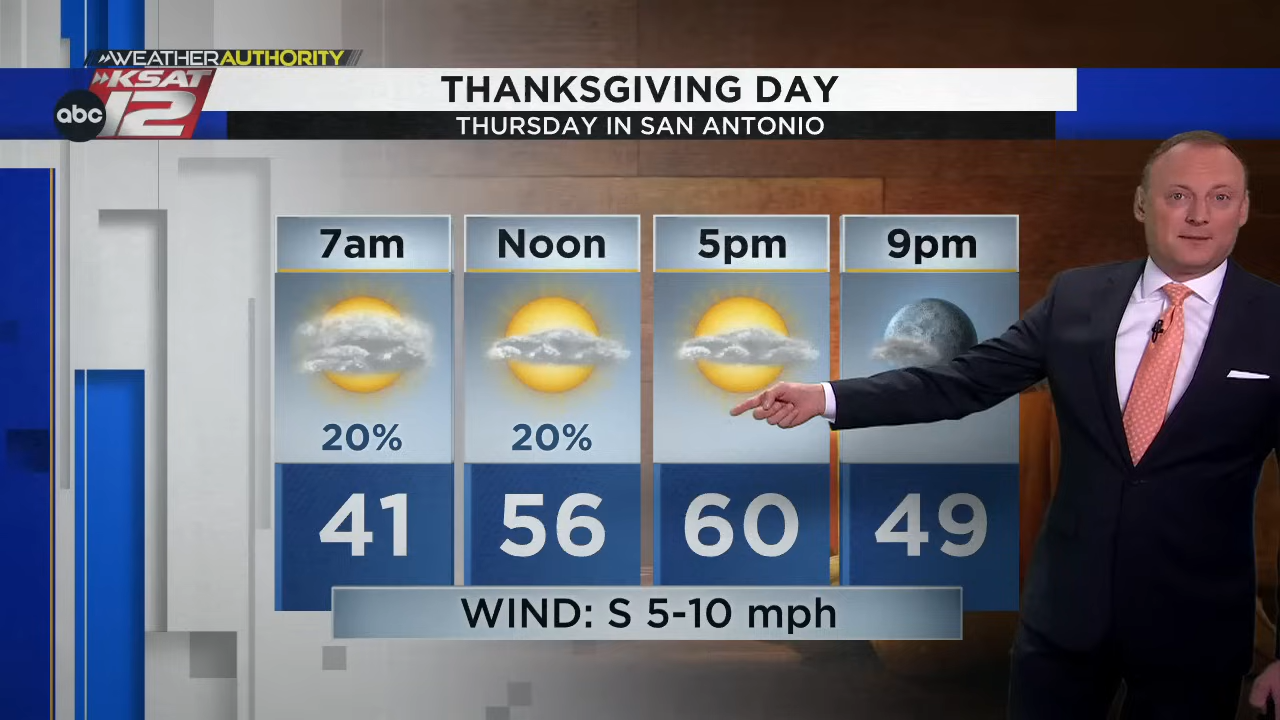 WEATHERAUTHORITY
KSAT
abc
12
THANKSGIVING DAY
THURSDAY IN SAN ANTONIO
7am
Noon
5pm
9pm
20%
20%
41
56
60
49
WIND: S 5-10 mph